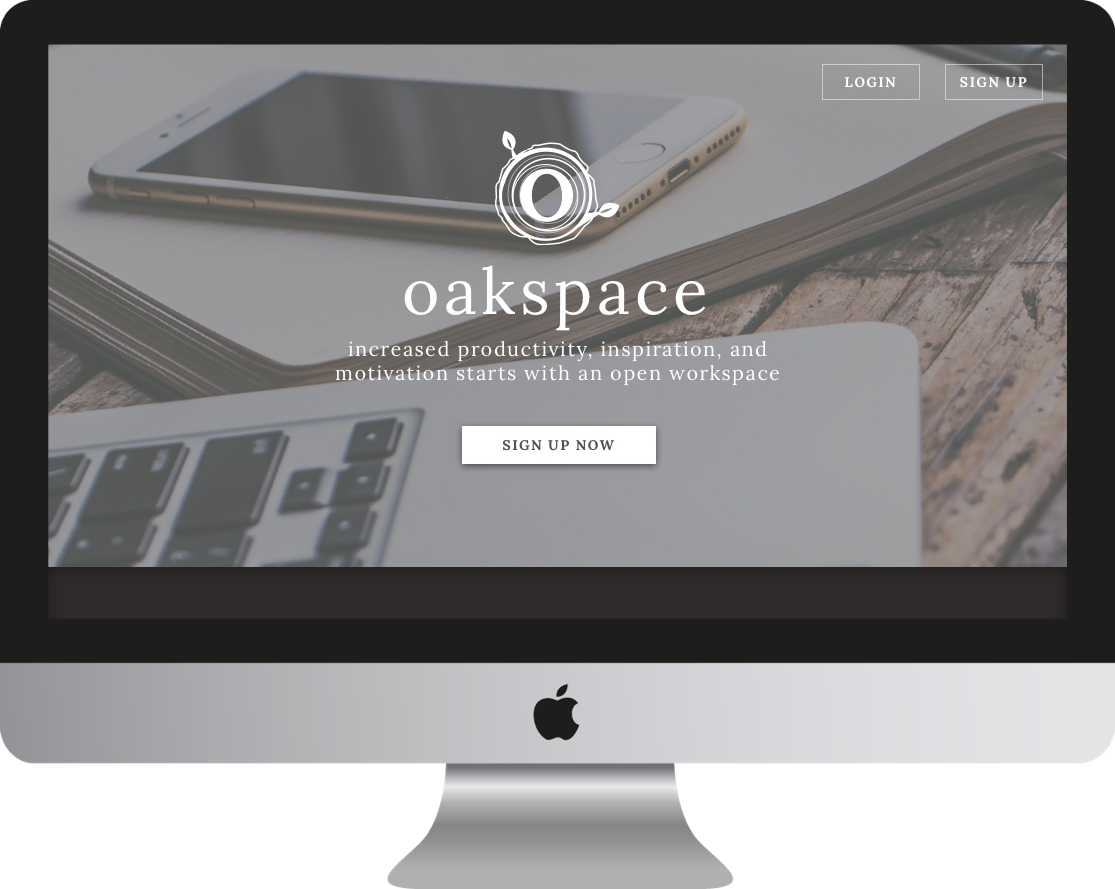 LOGIN SIGN UP
O
oakspace
increased productivity, inspiration, and
motivation starts with an open workspace
SIGN UP NOW